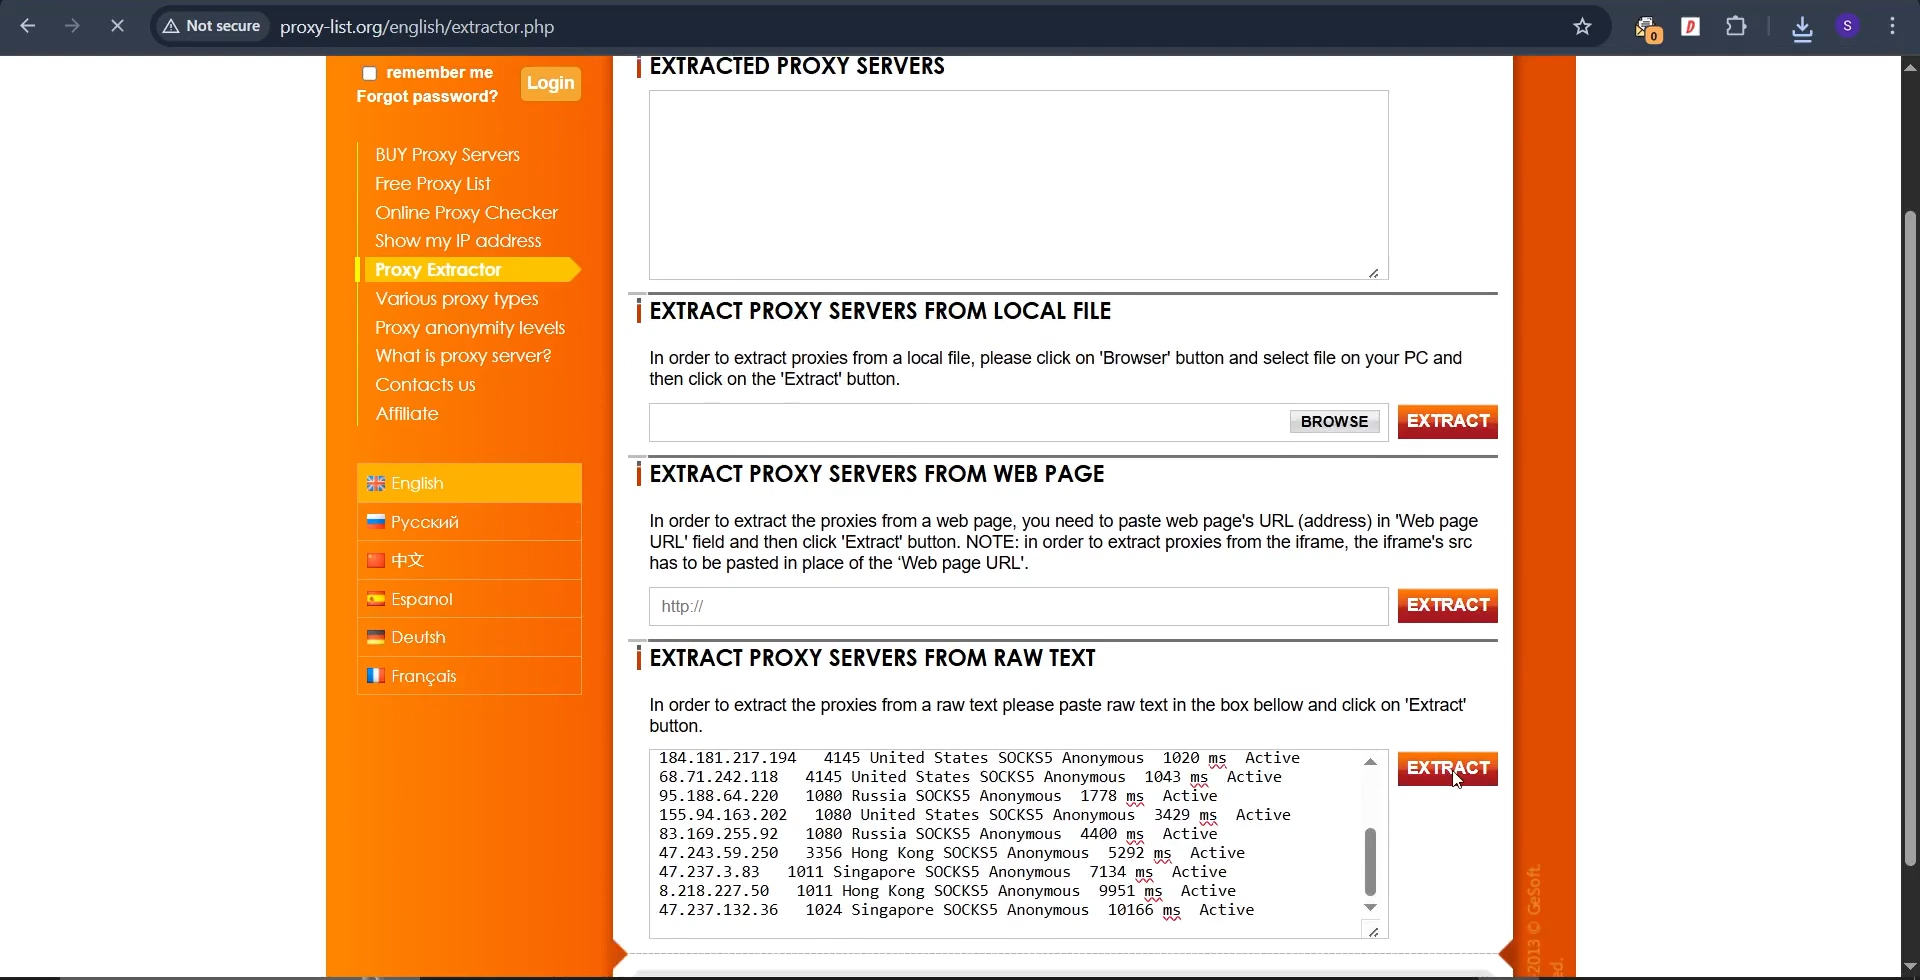 Not secure
proxy-list.org/english/extractor.php
0
D
S
remember me
Login
Forgot password?
BUY Proxy Servers
Free Proxy List
Online Proxy Checker
Show my IP address
Proxy Extractor
Various proxy types
Proxy anonymity levels
What is proxy server?
Contacts us
Affiliate
English
Русский
中文
Espanol
Deutsh
Français
EXTRACTED PROXY SERVERS
EXTRACT PROXY SERVERS FROM LOCAL FILE
In order to extract proxies from a local file, please click on 'Browser' button and select file on your PC and
then click on the 'Extract' button.
BROWSE
EXTRACT
EXTRACT PROXY SERVERS FROM WEB PAGE
In order to extract the proxies from a web page, you need to paste web page's URL (address) in 'Web page
URL' field and then click 'Extract' button. NOTE: in order to extract proxies from the iframe, the iframe's src
has to be pasted in place of the ‘Web page URL'.
http://
EXTRACT
EXTRACT PROXY SERVERS FROM RAW TEXT
In order to extract the proxies from a raw text please paste raw text in the box bellow and click on 'Extract'
button.
184.181.217.194 4145 United States SOCKS5 Anonymous 1020 ms Active
68.71.242.118 4145 United States SOCKS5 Anonymous 1043 ms Active
95.188.64.220 1080 Russia SOCKS5 Anonymous 1778 ms Active
155.94.163.202 1080 United States SOCKS5 Anonymous 3429 ms Active
83.169.255.92 1080 Russia SOCKS5 Anonymous 4400 ms Active
47.243.59.250 3356 Hong Kong SOCKS5 Anonymous 5292 ms Active
47.237.3.83 1011 Singapore SOCKS5 Anonymous 7134 ms Active
8.218.227.50 1011 Hong Kong SOCKS5 Anonymous 9951 ms Active
47.237.132.36 1024 Singapore SOCKS5 Anonymous 10166 ms Active
EXTRACT
2013 © GeSoft.
ed.